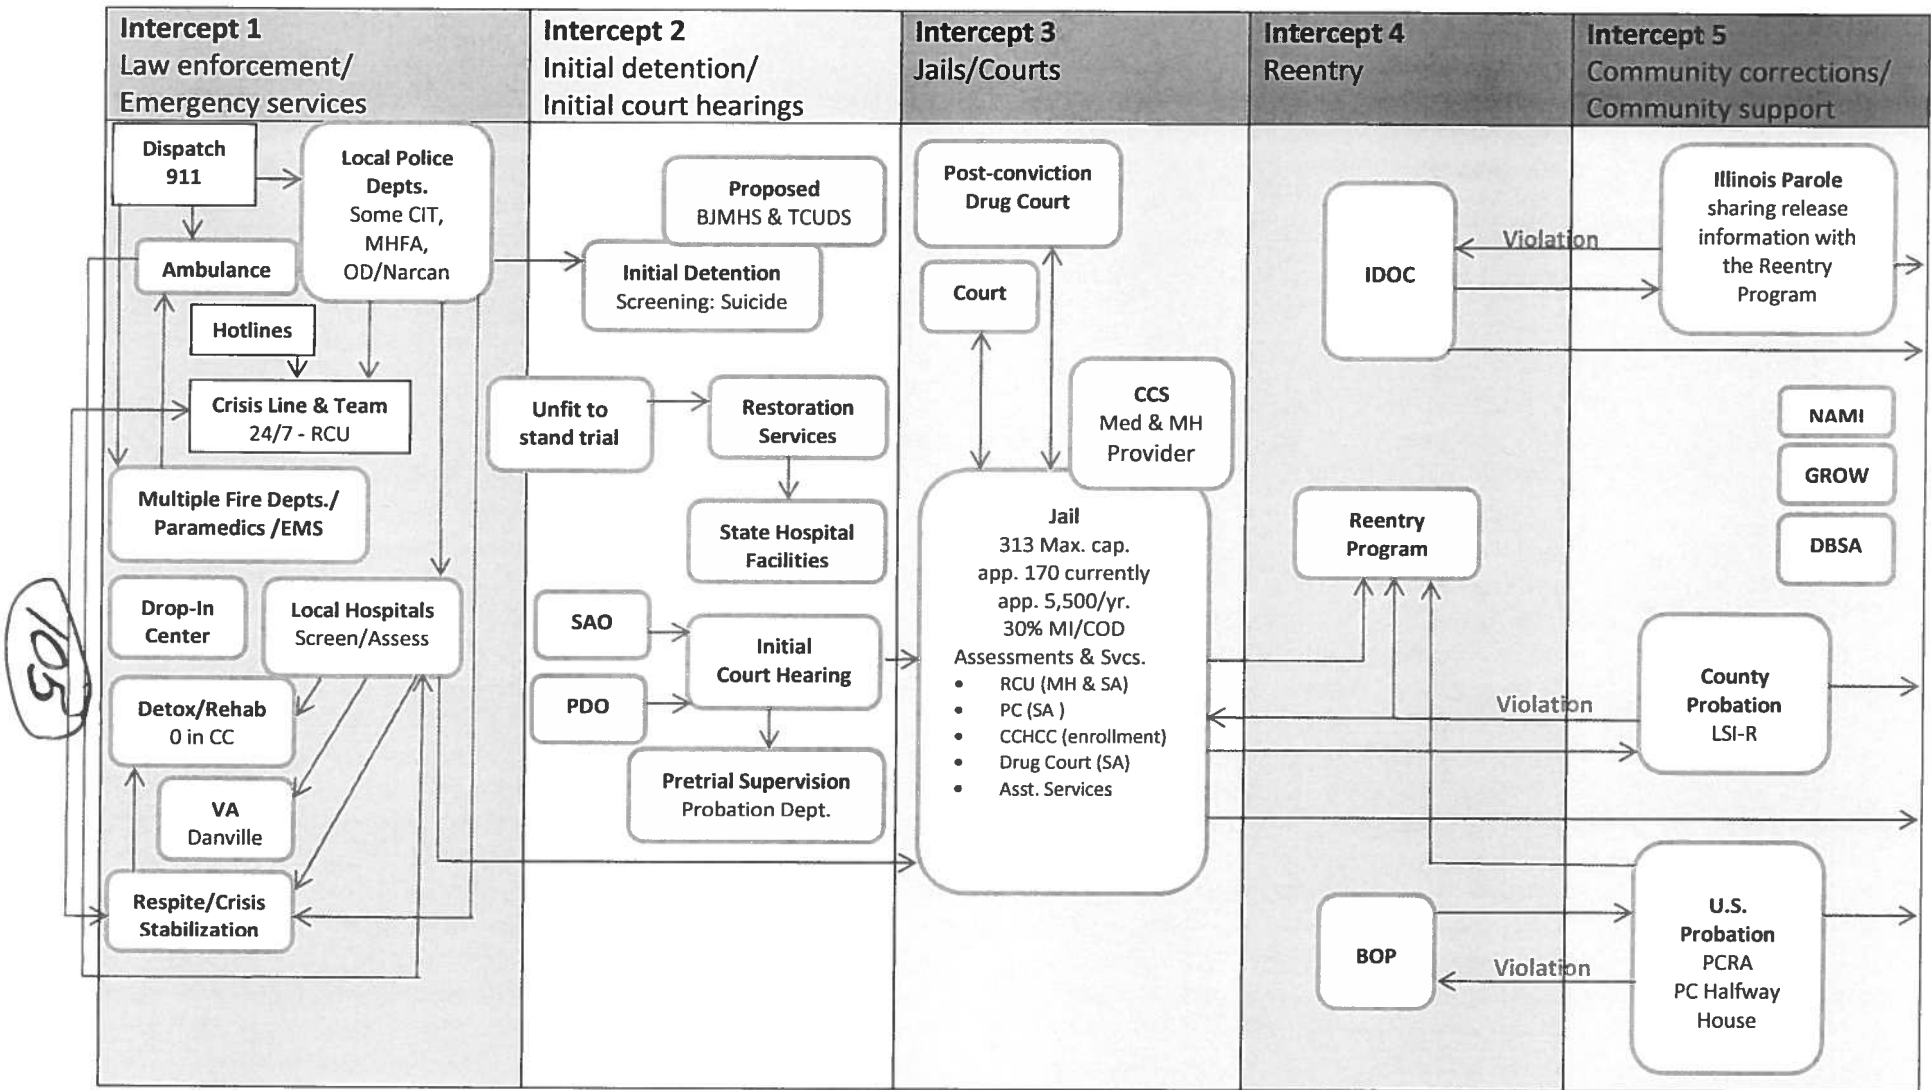 Intercept 1
Law enforcement/
Emergency services
Intercept 2
Initial detention/
Initial court hearings
Intercept 3
Jails/Courts
Intercept 4
Reentry
Intercept 5
Community corrections/
Community support
Dispatch
911
Local Police
Depts.
Some CIT,
MHFA,
OD/Narcan
Ambulance
Hotlines
Crisis Line & Team
24/7 - RCU
Multiple Fire Depts./
Paramedics /EMS
Drop-In
Center
Local Hospitals
Screen/Assess
Detox/Rehab
0 in CC
VA
Danville
Respite/Crisis
Stabilization
105
Proposed
BJMHS & TCUDS
Initial Detention
Screening: Suicide
Unfit to
stand trial
Restoration
Services
State Hospital
Facilities
SAO
PDO
Initial
Court Hearing
Pretrial Supervision
Probation Dept.
Post-conviction
Drug Court
Court
CCS
Med & MH
Provider
Jail
313 Max. cap.
app. 170 currently
app. 5,500/yr.
30% MI/COD
Assessments & Svcs.
• RCU (MH & SA)
• PC (SA )
• CCHCC (enrollment)
• Drug Court (SA)
• Asst. Services
IDOC
Violation
Reentry
Program
Violation
BOP
Violation
Illinois Parole
sharing release
information with
the Reentry
Program
NAMI
GROW
DBSA
County
Probation
LSI-R
U.S.
Probation
PCRA
PC Halfway
House